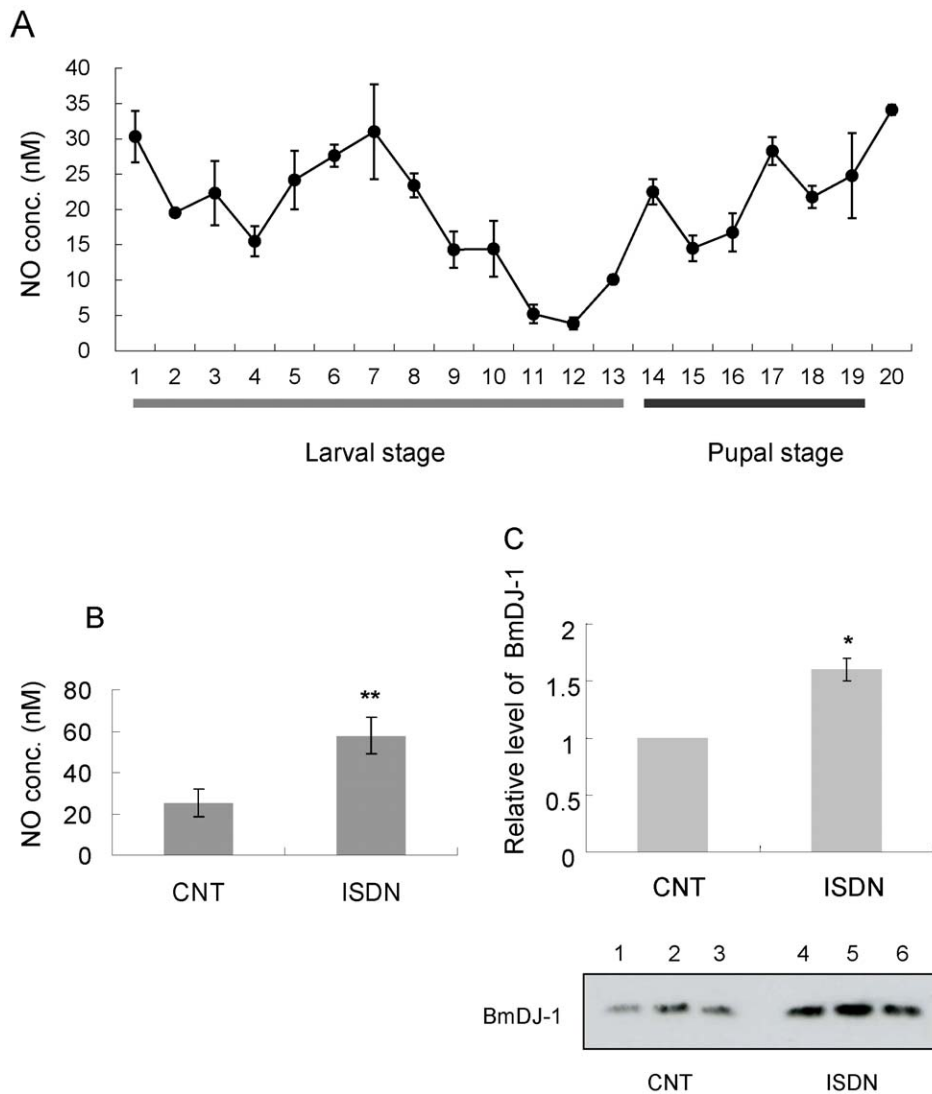 A
NO conc. (nM)
40
35
30
25
20
15
10
5
0
1 2 3 4 5 6 7 8 9 10 11 12 13 14 15 16 17 18 19 20
Larval stage Pupal stage
B
NO conc. (nM)
80
60
40
20
0
**
CNT ISDN
C
Relative level of BmDJ-1
2
1.5
1
0.5
0
*
CNT ISDN
1 2 3 4 5 6
BmDJ-1
CNT ISDN